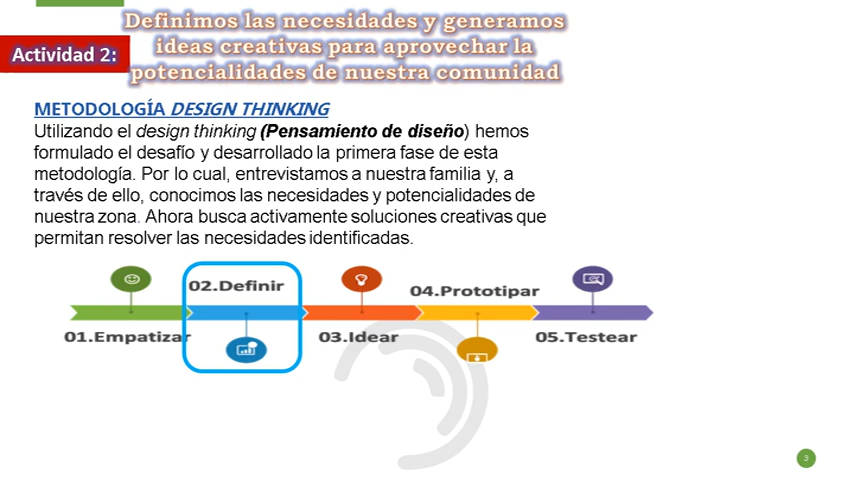 Definimos las necesidades y generamos
ideas creativas para aprovechar la
potencialidades de nuestra comunidad
Actividad 2:
METODOLOGÍA DESIGN THINKING
Utilizando el design thinking (Pensamiento de diseño) hemos
formulado el desafío y desarrollado la primera fase de esta
metodología. Por lo cual, entrevistamos a nuestra familia y, a
través de ello, conocimos las necesidades y potencialidades de
nuestra zona. Ahora busca activamente soluciones creativas que
permitan resolver las necesidades identificadas.
01.Empatizar
02.Definir
03.Idear
04.Prototipar
05.Testear
3